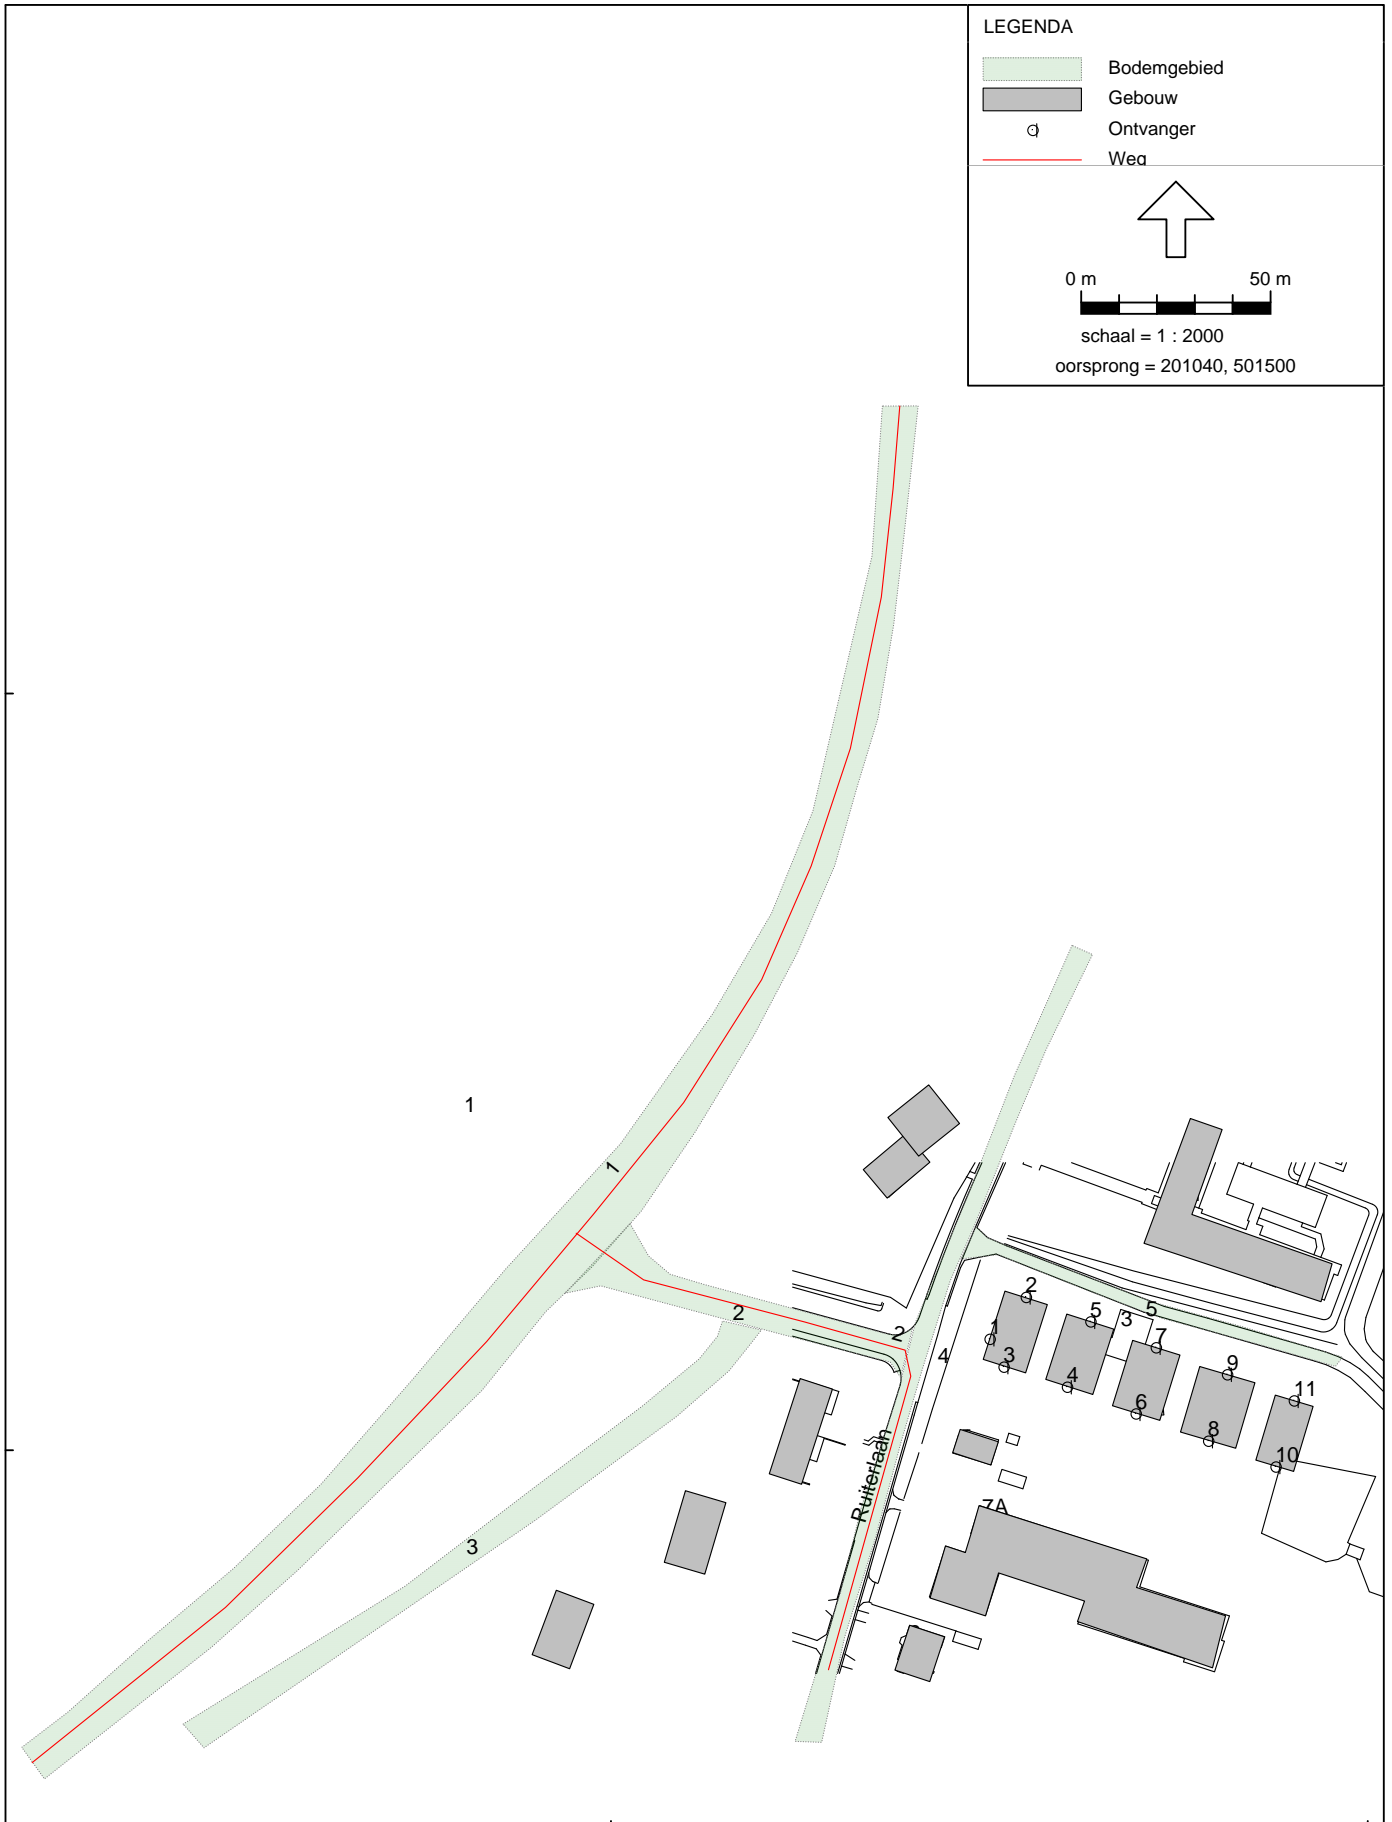 LEGENDA
Bodemgebied
Gebouw
Ontvanger
Weg
0 m 50 m
schaal = 1 : 2000
oorsprong = 201040, 501500
1
1
2
2
3
4
5
Ruiterlaan
1
2
3
4
5
3
6
7
8
9
10
11
7A